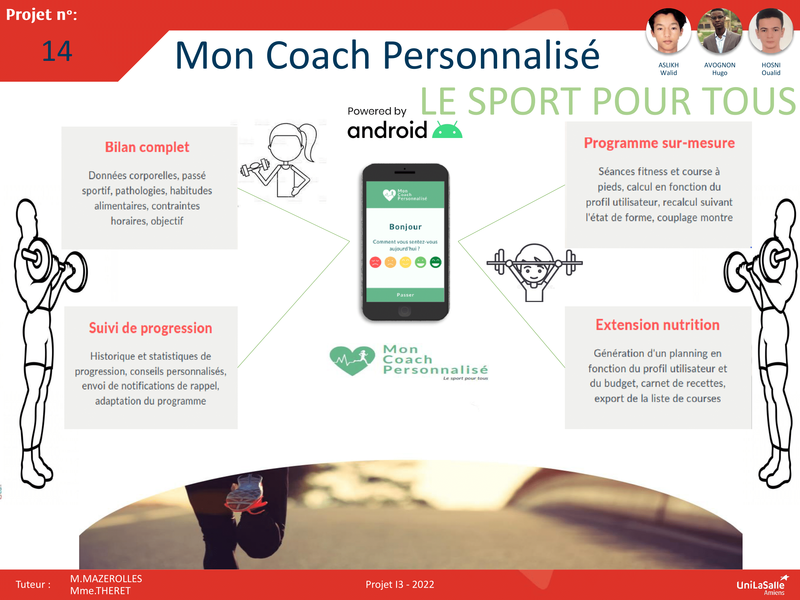 Projet n°:
14
Mon Coach Personnalisé
ASLIKH
Walid
AVOGNON
Hugo
HOSNI
Oualid
LE SPORT POUR TOUS
Powered by
android
Bilan complet
Données corporelles, passé
sportif, pathologies, habitudes
alimentaires, contraintes
horaires, objectif
Programme sur-mesure
Séances fitness et course à
pieds, calcul en fonction du
profil utilisateur, recalcul suivant
l'état de forme, couplage montre
Mon
Coach
Personnalisé
Bonjour
Comment vous sentez-vous
aujourd'hui ?
Passer
Suivi de progression
Historique et statistiques de
progression, conseils personnalisés,
envoi de notifications de rappel,
adaptation du programme
Extension nutrition
Génération d'un planning en
fonction du profil utilisateur et
du budget, carnet de recettes,
export de la liste de courses
Mon
Coach
Personnalisé
Le sport pour tous
Tuteur :
M.MAZEROLLES
Mme.THERET
Projet I3 - 2022
UniLaSalle
Amiens